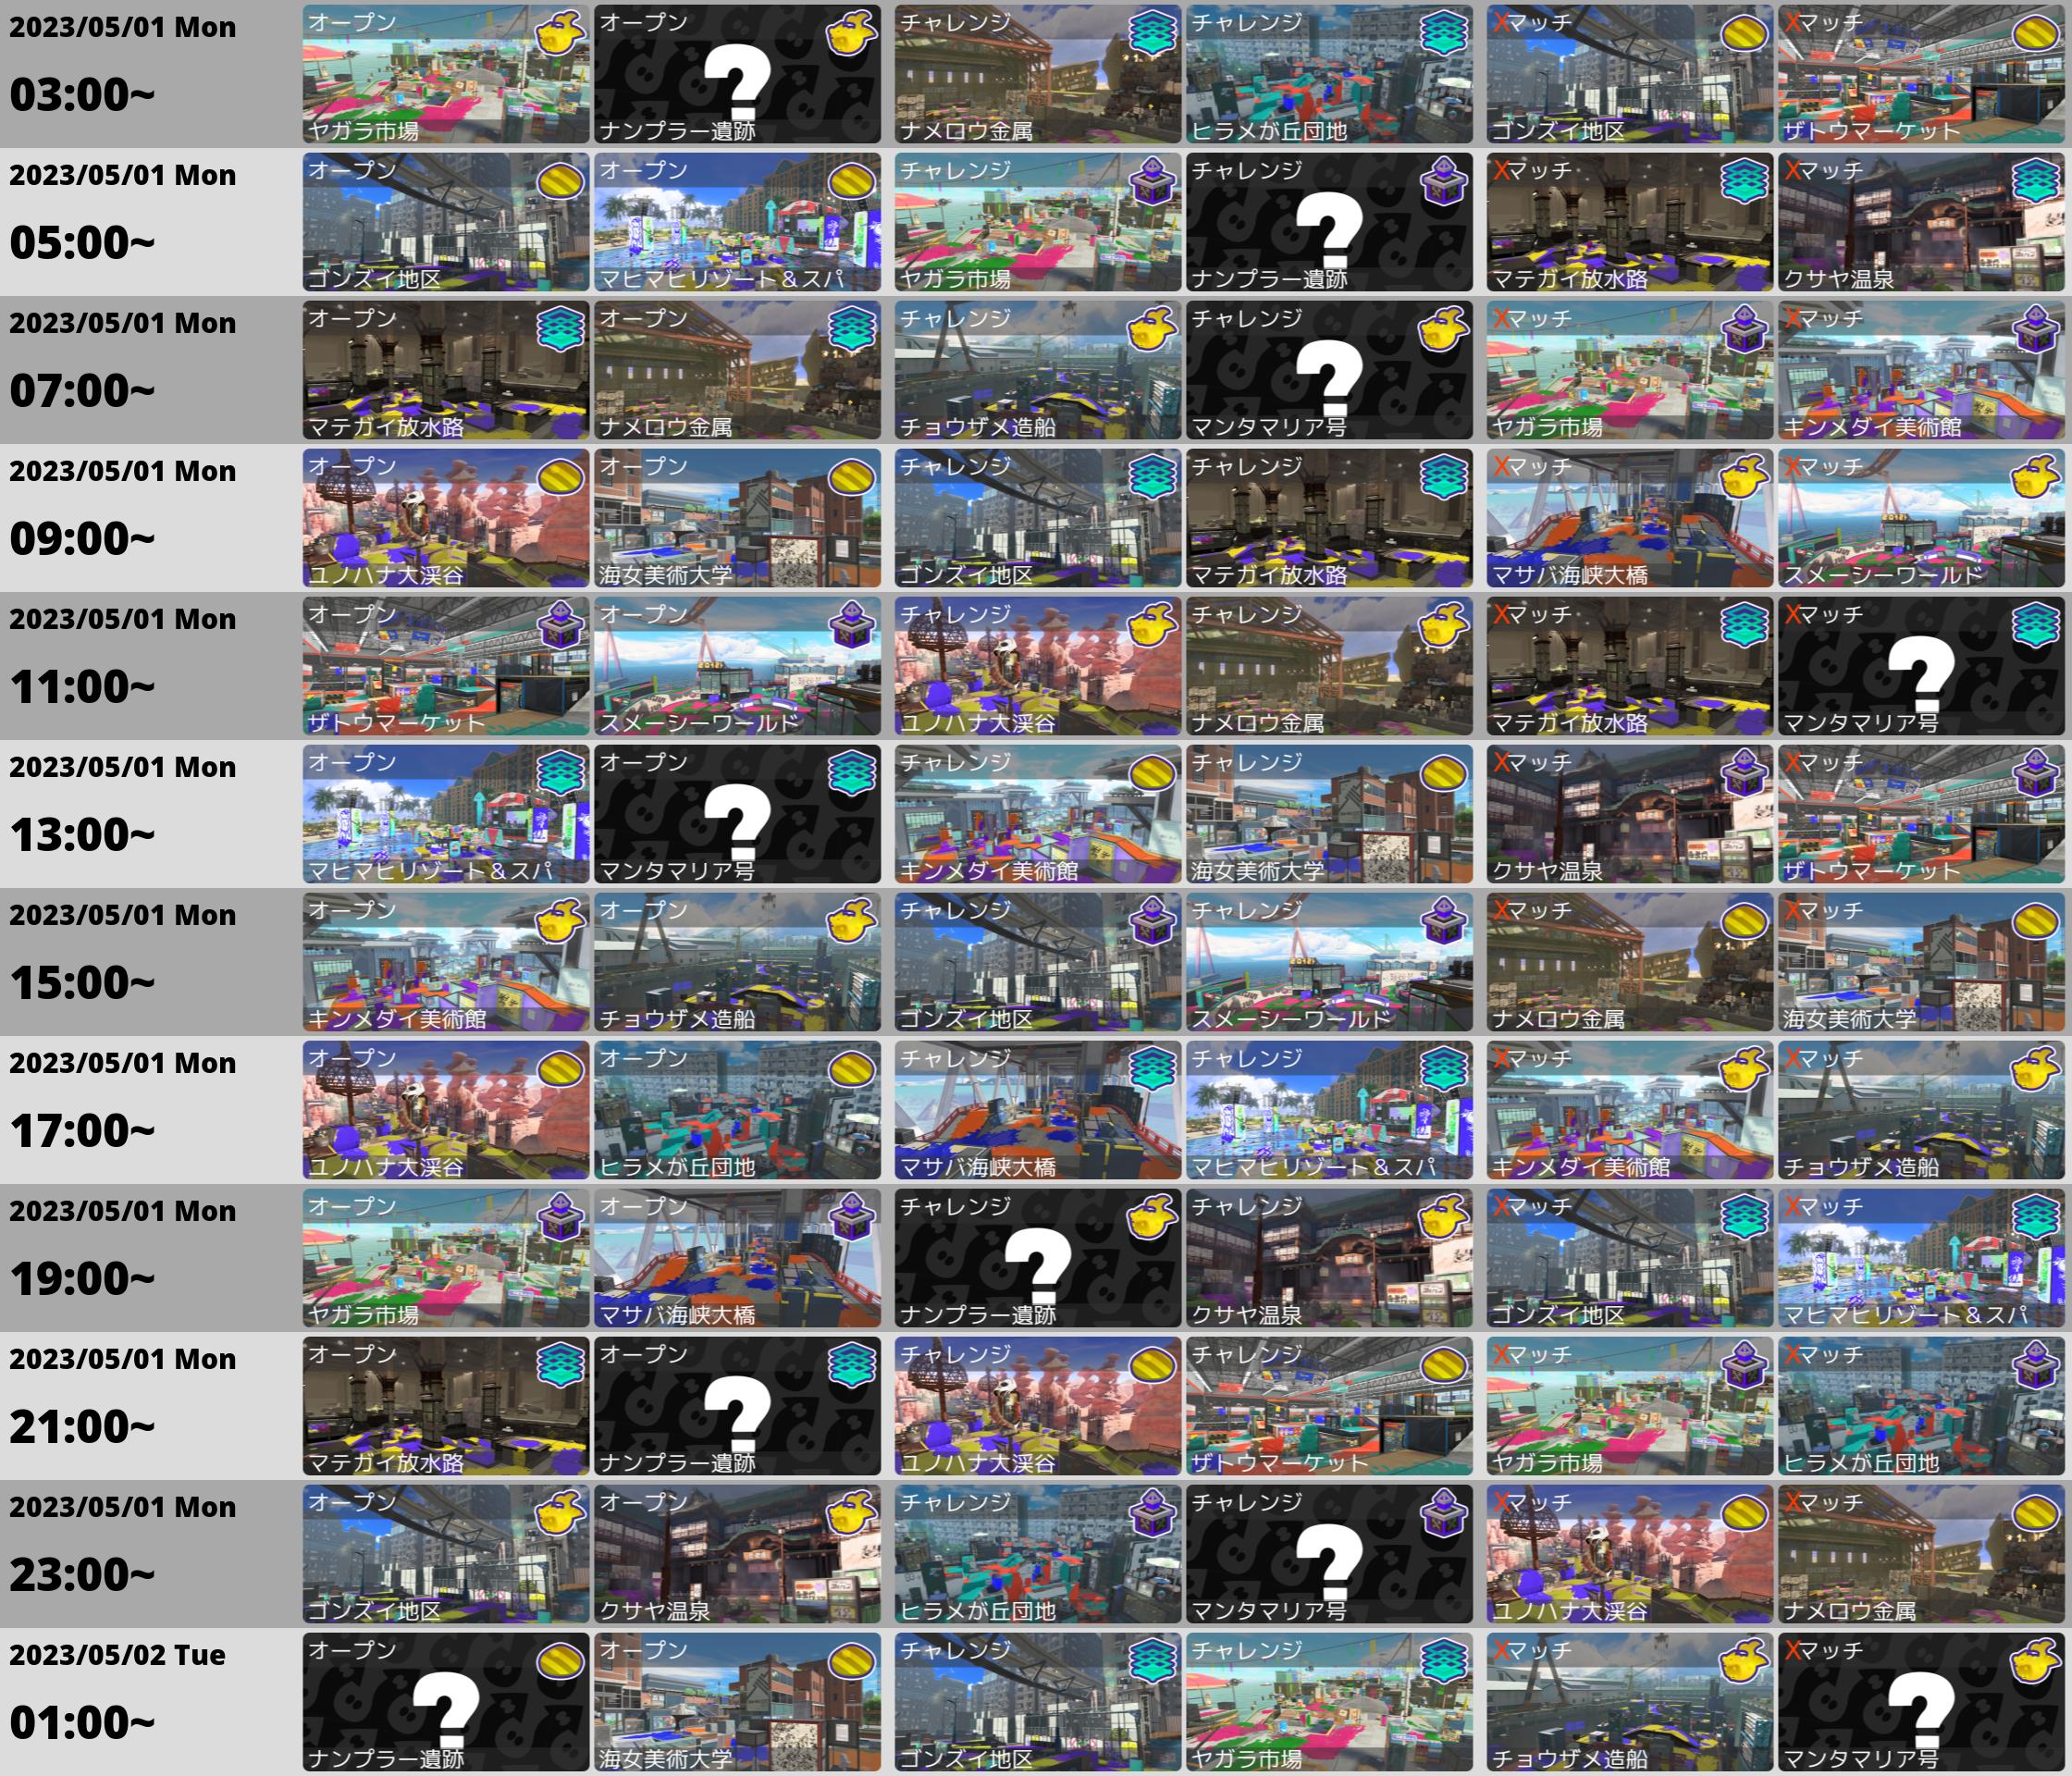 2023/05/01 Mon
03:00~
オープン
ヤガラ市場
オープン
ナンプラー遺跡
チャレンジ
ナメロウ金属
チャレンジ
ヒラメが丘団地
Xマッチ
ゴンズイ地区
Xマッチ
ザトウマーケット
2023/05/01 Mon
05:00~
オープン
ゴンズイ地区
オープン
マヒマヒリゾート&スパ
チャレンジ
ヤガラ市場
チャレンジ
ナンプラー遺跡
Xマッチ
マテガイ放水路
Xマッチ
クサヤ温泉
2023/05/01 Mon
07:00~
オープン
マテガイ放水路
オープン
ナメロウ金属
チャレンジ
チョウザメ造船
チャレンジ
マンタマリア号
Xマッチ
ヤガラ市場
Xマッチ
キンメダイ美術館
2023/05/01 Mon
09:00~
オープン
ユノハナ大渓谷
オープン
海女美術大学
チャレンジ
ゴンズイ地区
チャレンジ
マテガイ放水路
Xマッチ
マサバ海峡大橋
Xマッチ
スメーシーワールド
2023/05/01 Mon
11:00~
オープン
ザトウマーケット
オープン
スメーシーワールド
チャレンジ
ユノハナ大渓谷
チャレンジ
ナメロウ金属
Xマッチ
マテガイ放水路
Xマッチ
マンタマリア号
2023/05/01 Mon
13:00~
オープン
マヒマヒリゾート&スパ
オープン
マンタマリア号
チャレンジ
キンメダイ美術館
チャレンジ
海女美術大学
Xマッチ
クサヤ温泉
Xマッチ
ザトウマーケット
2023/05/01 Mon
15:00~
オープン
キンメダイ美術館
オープン
チョウザメ造船
チャレンジ
ゴンズイ地区
チャレンジ
スメーシーワールド
Xマッチ
ナメロウ金属
Xマッチ
海女美術大学
2023/05/01 Mon
17:00~
オープン
ユノハナ大渓谷
オープン
ヒラメが丘団地
チャレンジ
マサバ海峡大橋
チャレンジ
マヒマヒリゾート&スパ
Xマッチ
キンメダイ美術館
Xマッチ
チョウザメ造船
2023/05/01 Mon
19:00~
オープン
ヤガラ市場
オープン
マサバ海峡大橋
チャレンジ
ナンプラー遺跡
チャレンジ
クサヤ温泉
Xマッチ
ゴンズイ地区
Xマッチ
マヒマヒリゾート&スパ
2023/05/01 Mon
21:00~
オープン
マテガイ放水路
オープン
ナンプラー遺跡
チャレンジ
ユノハナ大渓谷
チャレンジ
ザトウマーケット
Xマッチ
ヤガラ市場
Xマッチ
ヒラメが丘団地
2023/05/01 Mon
23:00~
オープン
ゴンズイ地区
オープン
クサヤ温泉
チャレンジ
ヒラメが丘団地
チャレンジ
マンタマリア号
Xマッチ
ユノハナ大渓谷
Xマッチ
ナメロウ金属
2023/05/02 Tue
01:00~
オープン
ナンプラー遺跡
オープン
海女美術大学
チャレンジ
ゴンズイ地区
チャレンジ
ヤガラ市場
Xマッチ
チョウザメ造船
Xマッチ
マンタマリア号